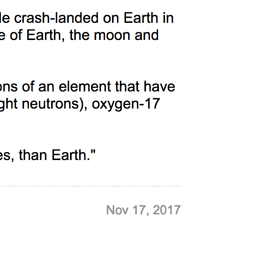 le crash-landed on Earth in
e of Earth, the moon and
ons of an element that have
ght neutrons), oxygen-17
es, than Earth."
Nov 17, 2017